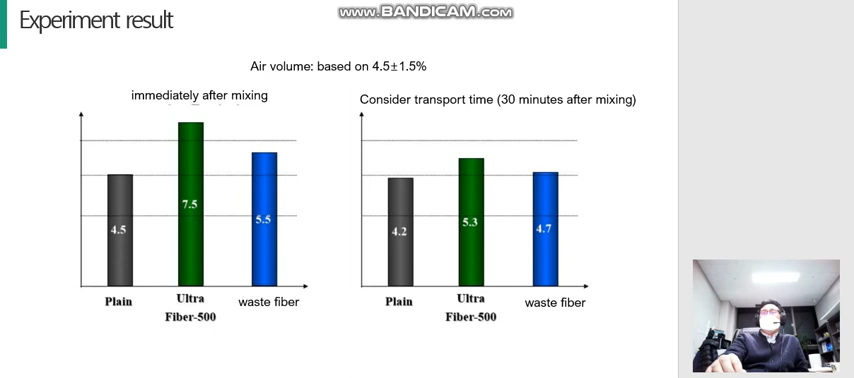 Experiment result
www.BANDICAM.com
Air volume: based on 4.5±1.5%
immediately after mixing
Consider transport time (30 minutes after mixing)
4.5
7.5
5.5
Plain
Ultra
Fiber-500
waste fiber
4.2
5.3
4.7
Plain
Ultra
Fiber-500
waste fiber